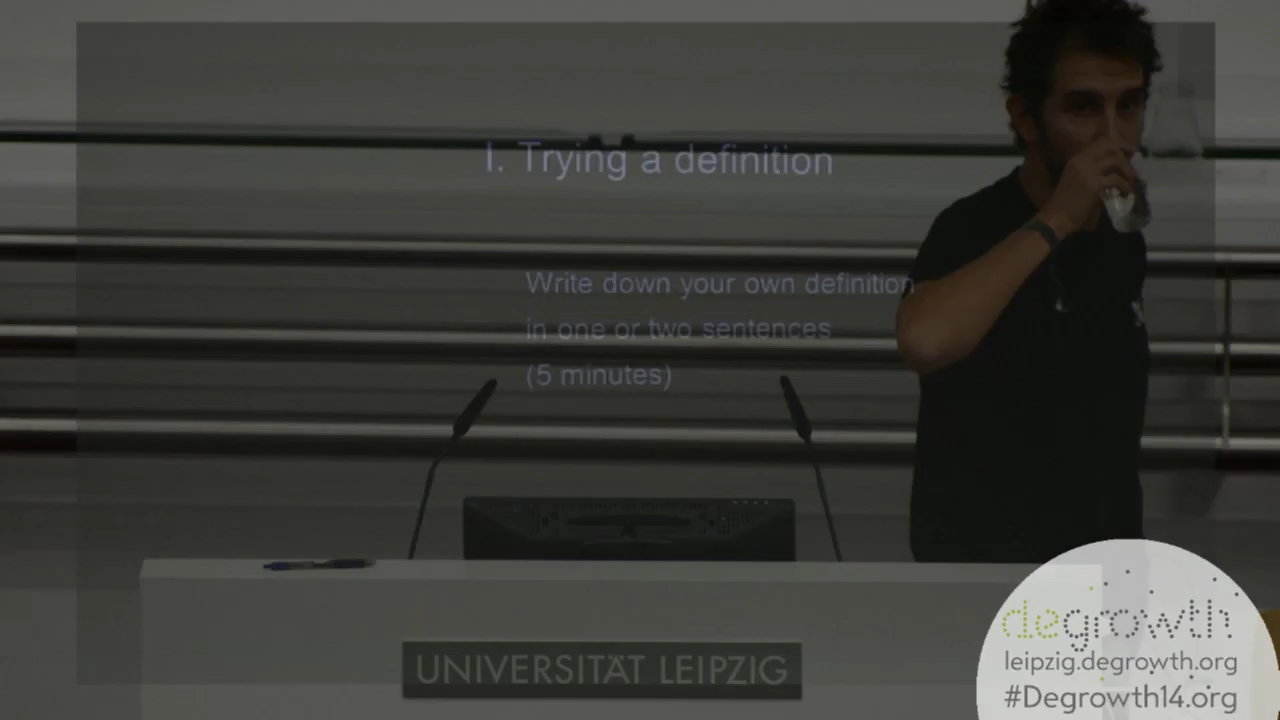 I. Trying a definition
Write down your own definition
in one or two sentences
(5 minutes)
UNIVERSITÄT LEIPZIG
degrowth
leipzig.degrowth.org
#Degrowth14.org